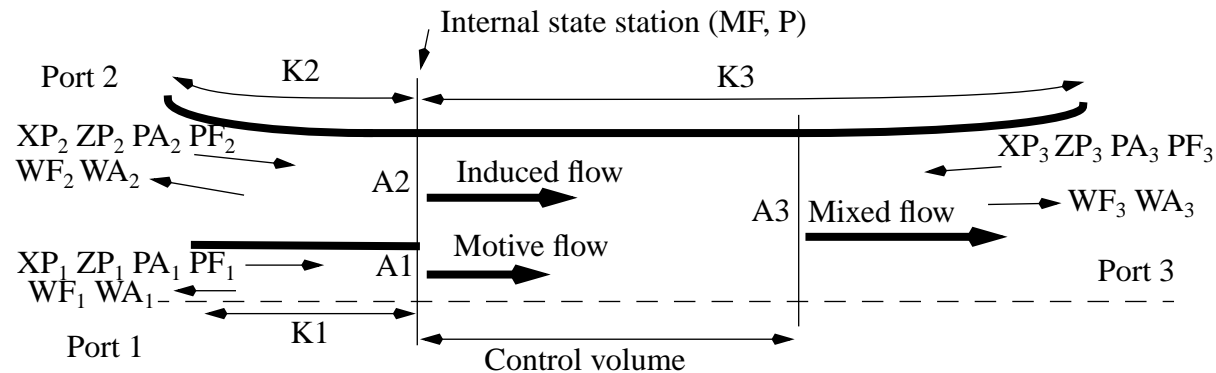 Internal state station (MF, P)
Port 2
K2
K3
XP₂ ZP₂ PA₂ PF₂
WF₂ WA₂
XP₃ ZP₃ PA₃ PF₃
WF₃ WA₃
A2
Induced flow
A3
Mixed flow
Motive flow
A1
XP₁ ZP₁ PA₁ PF₁
WF₁ WA₁
Port 3
K1
Port 1
Control volume